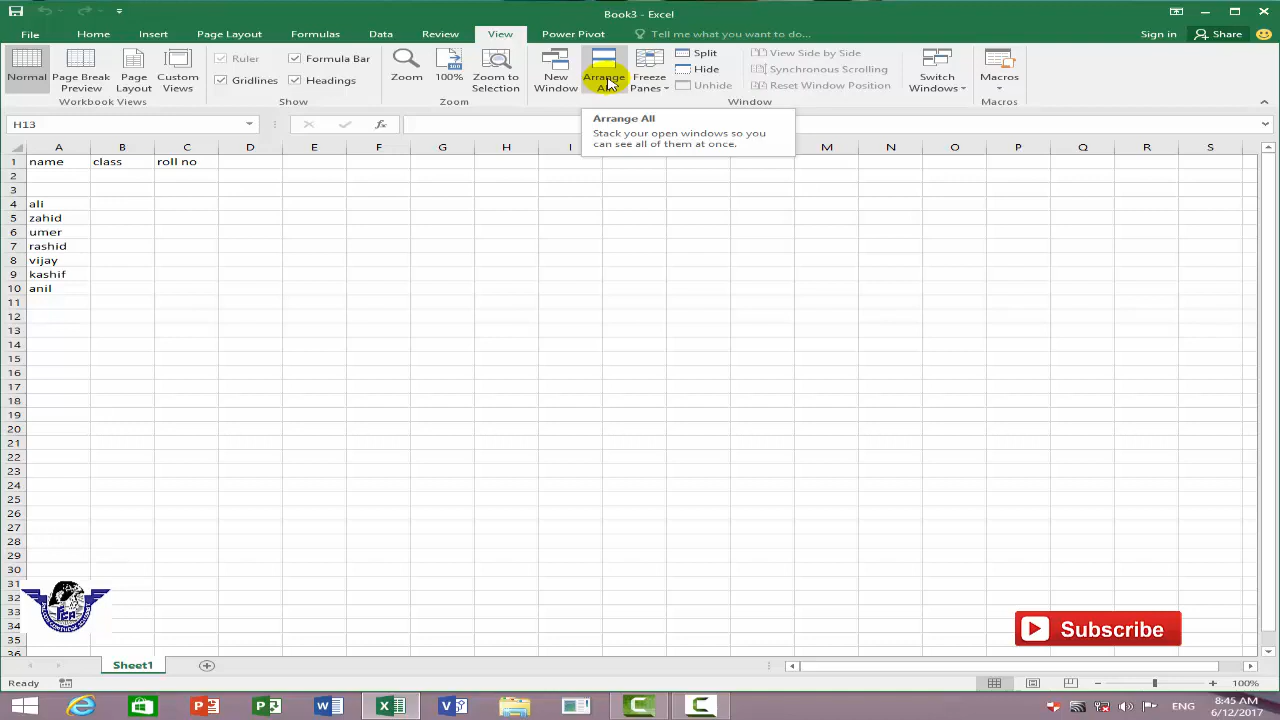 Book3 - Excel
File Home Insert Page Layout Formulas Data Review View Power Pivot Tell me what you want to do... Sign in Share
Normal Page Break Preview Page Layout Custom Views
Workbook Views
Ruler Formula Bar
Gridlines Headings
Show
Zoom 100% Zoom to Selection
Zoom
New Window Arrange All Freeze Panes
Split
Hide
Unhide
View Side by Side
Synchronous Scrolling
Reset Window Position
Window
Switch Windows
Macros
Macros
H13 fx
Arrange All
Stack your open windows so you
can see all of them at once.
A B C D E F G H I M N O P Q R S
1 name class roll no
2
3
4 ali
5 zahid
6 umer
7 rashid
8 vijay
9 kashif
10 anil
11
12
13
14
15
16
17
18
19
20
21
22
23
24
25
26
27
28
29
30
31
32
33
34
35
Subscribe
Sheet1
Ready 100%
ENG 8:45 AM
6/12/2017